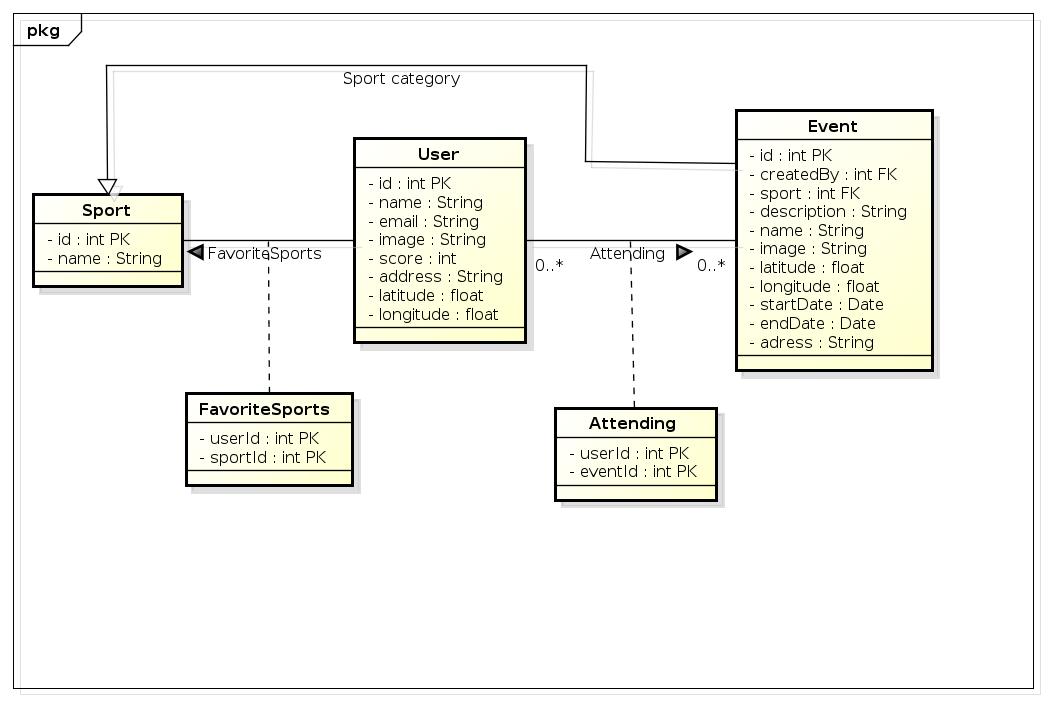 pkg
Sport category
Sport
- id : int PK
- name : String
User
- id : int PK
- name : String
- email : String
- image : String
- score : int
- address : String
- latitude : float
- longitude : float
Event
- id : int PK
- createdBy : int FK
- sport : int FK
- description : String
- name : String
- image : String
- latitude : float
- longitude : float
- startDate : Date
- endDate : Date
- adress : String
FavoriteSports
Attending
0..*
0..*
FavoriteSports
- userId : int PK
- sportId : int PK
Attending
- userId : int PK
- eventId : int PK